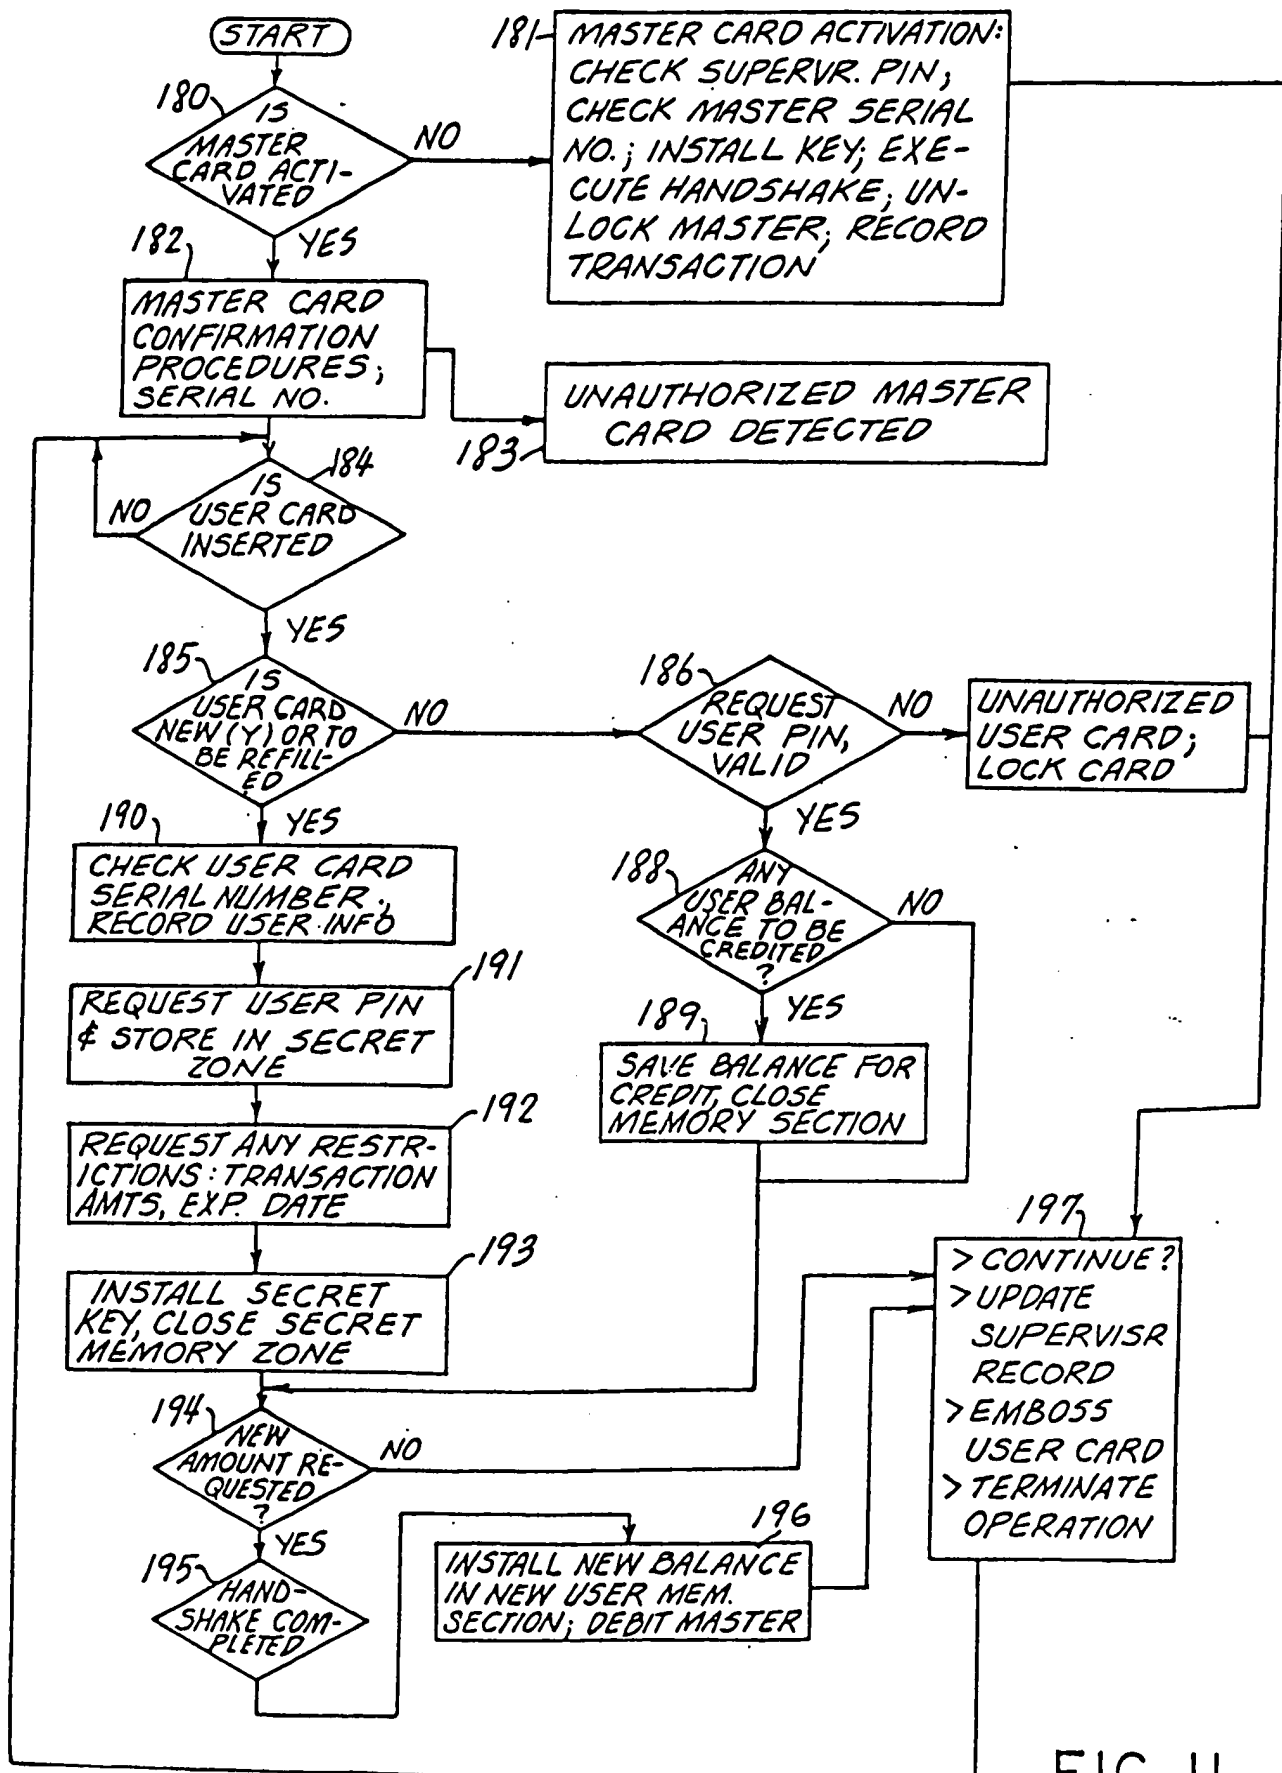 START
180
IS
MASTER
CARD ACTI-
VATED
NO
YES
181
MASTER CARD ACTIVATION:
CHECK SUPERVR. PIN;
CHECK MASTER SERIAL
NO.; INSTALL KEY; EXE-
CUTE HANDSHAKE; UN-
LOCK MASTER; RECORD
TRANSACTION
182
MASTER CARD
CONFIRMATION
PROCEDURES;
SERIAL NO.
183
UNAUTHORIZED MASTER
CARD DETECTED
184
IS
USER CARD
INSERTED
NO
YES
185
IS
USER CARD
NEW (Y) OR TO
BE REFILL-
ED
NO
YES
186
REQUEST
USER PIN,
VALID
NO
YES
UNAUTHORIZED
USER CARD;
LOCK CARD
188
ANY
USER BAL-
ANCE TO BE
CREDITED
?
NO
YES
189
SAVE BALANCE FOR
CREDIT, CLOSE
MEMORY SECTION
190
CHECK USER CARD
SERIAL NUMBER;
RECORD USER INFO
191
REQUEST USER PIN
& STORE IN SECRET
ZONE
192
REQUEST ANY RESTR-
ICTIONS: TRANSACTION
AMTS, EXP. DATE
193
INSTALL SECRET
KEY, CLOSE SECRET
MEMORY ZONE
194
NEW
AMOUNT RE-
QUESTED
?
NO
YES
195
HAND-
SHAKE COM-
PLETED
196
INSTALL NEW BALANCE
IN NEW USER MEM.
SECTION; DEBIT MASTER
197
> CONTINUE?
> UPDATE
SUPERVISR
RECORD
> EMBOSS
USER CARD
> TERMINATE
OPERATION
FIG. 11